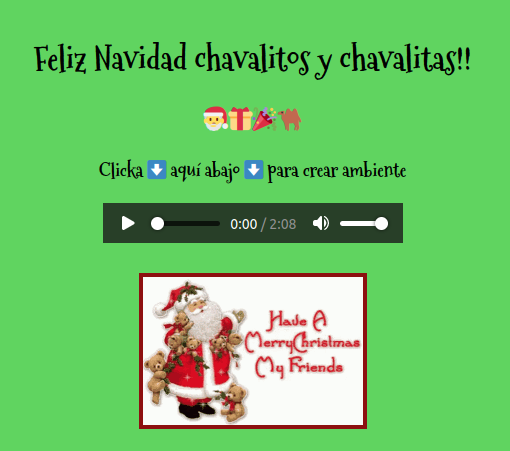 Feliz Navidad chavalitos y chavalitas!!
🎅🎁🎉🐪
Clicka ⬇️ aquí abajo ⬇️ para crear ambiente
0:00 / 2:08
Have A
MerryChristmas
My Friends